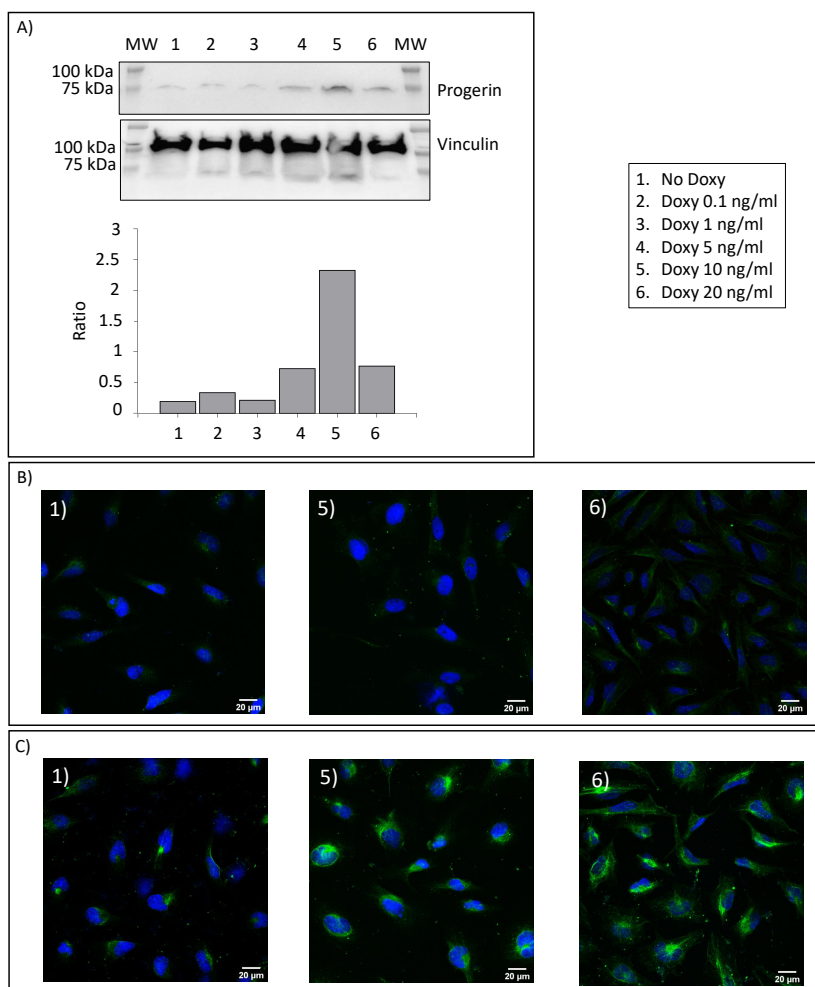 A)
MW 1 2 3 4 5 6 MW
100 kDa
75 kDa
Progerin
100 kDa
75 kDa
Vinculin
1. No Doxy
2. Doxy 0.1 ng/ml
3. Doxy 1 ng/ml
4. Doxy 5 ng/ml
5. Doxy 10 ng/ml
6. Doxy 20 ng/ml
3
2.5
2
1
0.5
0
Ratio
1 2 3 4 5 6
B)
1) 5) 6)
20 µm 20 µm 20 µm
C)
1) 5) 6)
20 µm 20 µm 20 µm